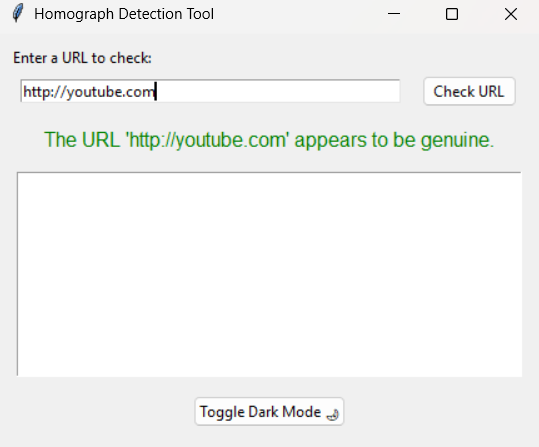 Homograph Detection Tool
Enter a URL to check:
http://youtube.com
Check URL
The URL 'http://youtube.com' appears to be genuine.
Toggle Dark Mode 🌙